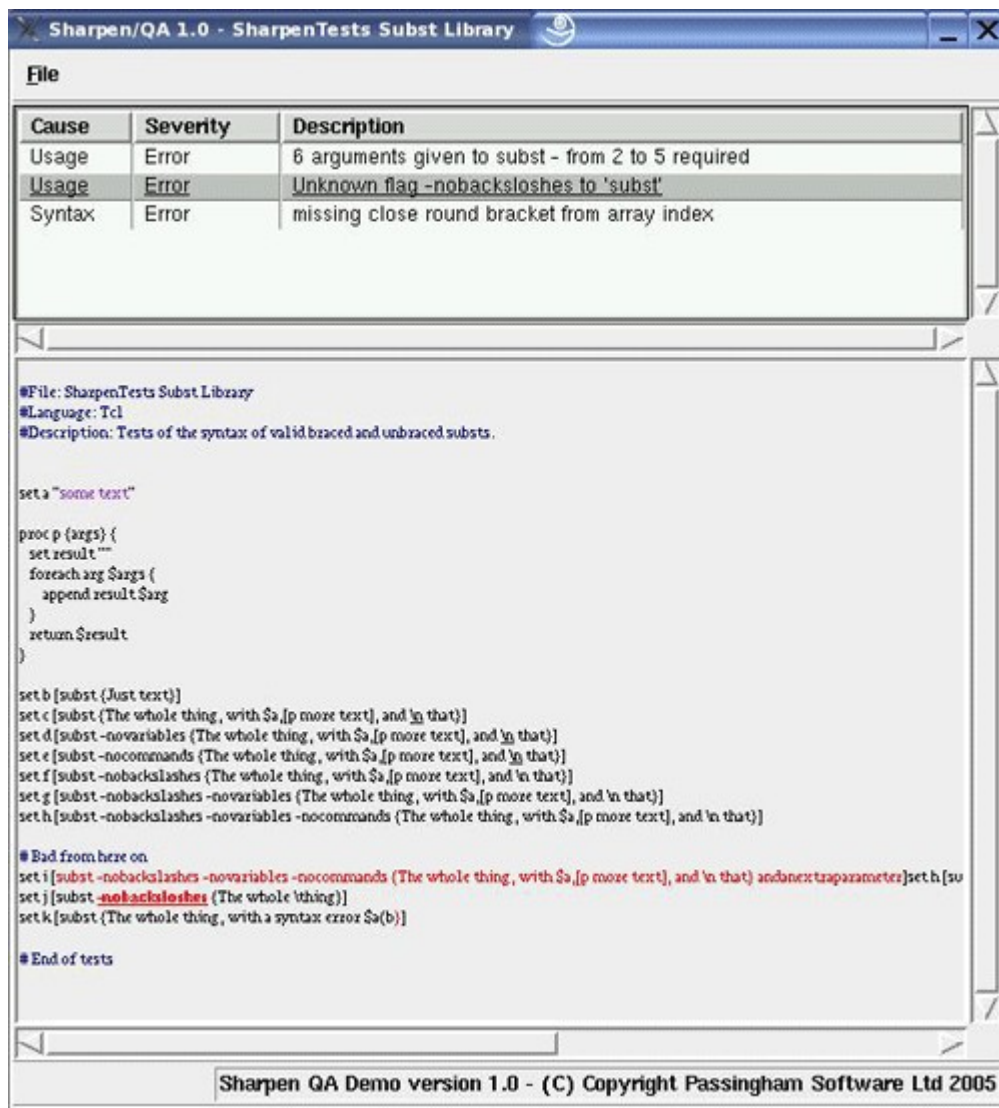 Sharpen/QA 1.0 - SharpenTests Subst Library
File
Cause Severity Description
Usage Error 6 arguments given to subst - from 2 to 5 required
Usage Error Unknown flag -nobacksloshes to 'subst'
Syntax Error missing close round bracket from array index
#File: SharpenTests Subst Library
#Language: Tcl
#Description: Tests of the syntax of valid braced and unbraced substs.
set a "some text"
proc p {args} {
set result ""
foreach arg $args {
append result $arg
}
return $result
}
set b [subst {Just text}]
set c [subst {The whole thing, with $a,[p more text], and \n that}]
set d [subst -novariables {The whole thing, with $a,[p more text], and \n that}]
set e [subst -nocommands {The whole thing, with $a,[p more text], and \n that}]
set f [subst -nobackslashes {The whole thing, with $a,[p more text], and \n that}]
set g [subst -nobackslashes -novariables {The whole thing, with $a,[p more text], and \n that}]
set h [subst -nobackslashes -novariables -nocommands {The whole thing, with $a,[p more text], and \n that}]
# Bad from here on
set i [subst -nobackslashes -novariables -nocommands {The whole thing, with $a,[p more text], and \n that} andanextraparameter]set h [su
set j [subst -nobacksloshes {The whole \thing}]
set k [subst {The whole thing, with a syntax error $a(b}]
# End of tests
Sharpen QA Demo version 1.0 - (C) Copyright Passingham Software Ltd 2005